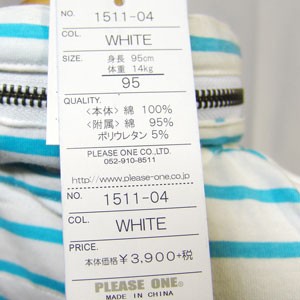 NO. 1511-04
COL. WHITE
SIZE. 身長 95cm
体重 14kg
95
QUALITY.
〈本体〉 綿 100%
〈附属〉 綿 95%
ポリウレタン 5%
PLEASE ONE CO.,LTD.
052-910-8511
http://www.please-one.co.jp
NO. 1511-04
COL. WHITE
PRICE. 本体価格 ¥3,900+税
PLEASE ONE®
MADE IN CHINA